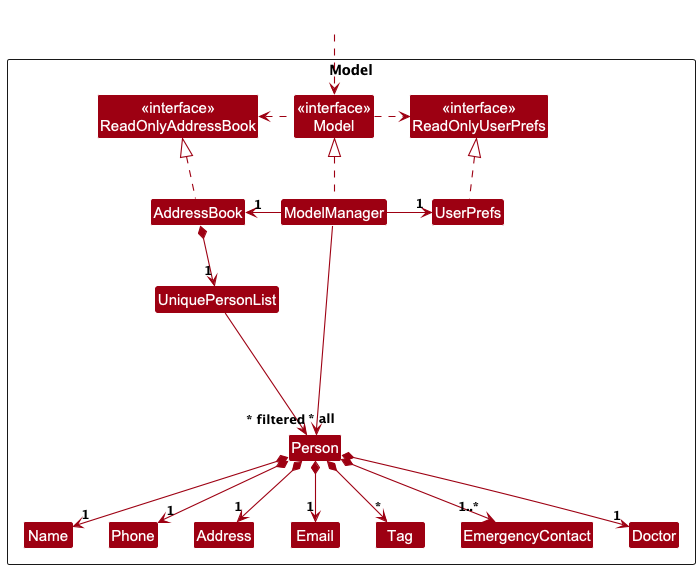 Model
«interface»
ReadOnlyAddressBook
«interface»
Model
«interface»
ReadOnlyUserPrefs
AddressBook
1
ModelManager
1
UserPrefs
1
UniquePersonList
* filtered
* all
Person
1
1
1
1
*
1..*
1
Name
Phone
Address
Email
Tag
EmergencyContact
Doctor